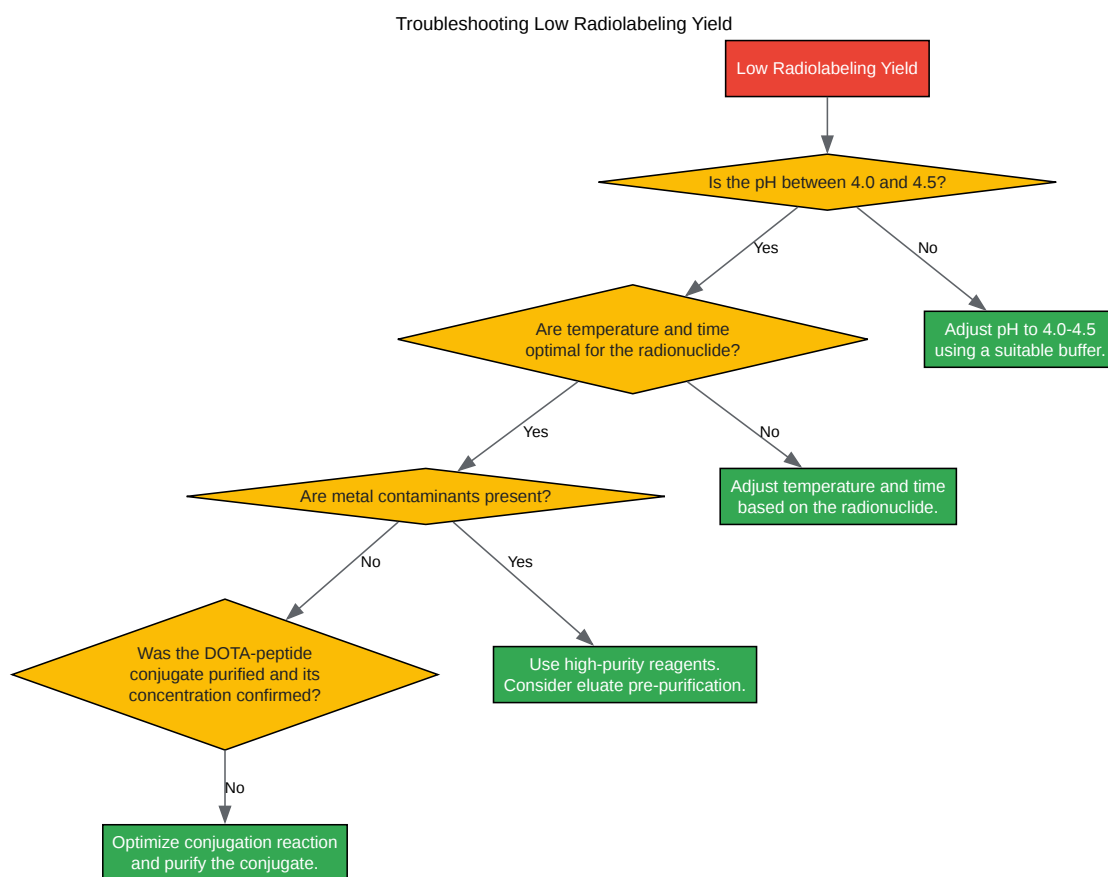 Troubleshooting Low Radiolabeling Yield
Low Radiolabeling Yield
Is the pH between 4.0 and 4.5?
Yes
No
Are temperature and time
optimal for the radionuclide?
Adjust pH to 4.0-4.5
using a suitable buffer.
Yes
No
Are metal contaminants present?
Adjust temperature and time
based on the radionuclide.
No
Yes
Was the DOTA-peptide
conjugate purified and its
concentration confirmed?
Use high-purity reagents.
Consider eluate pre-purification.
No
Optimize conjugation reaction
and purify the conjugate.